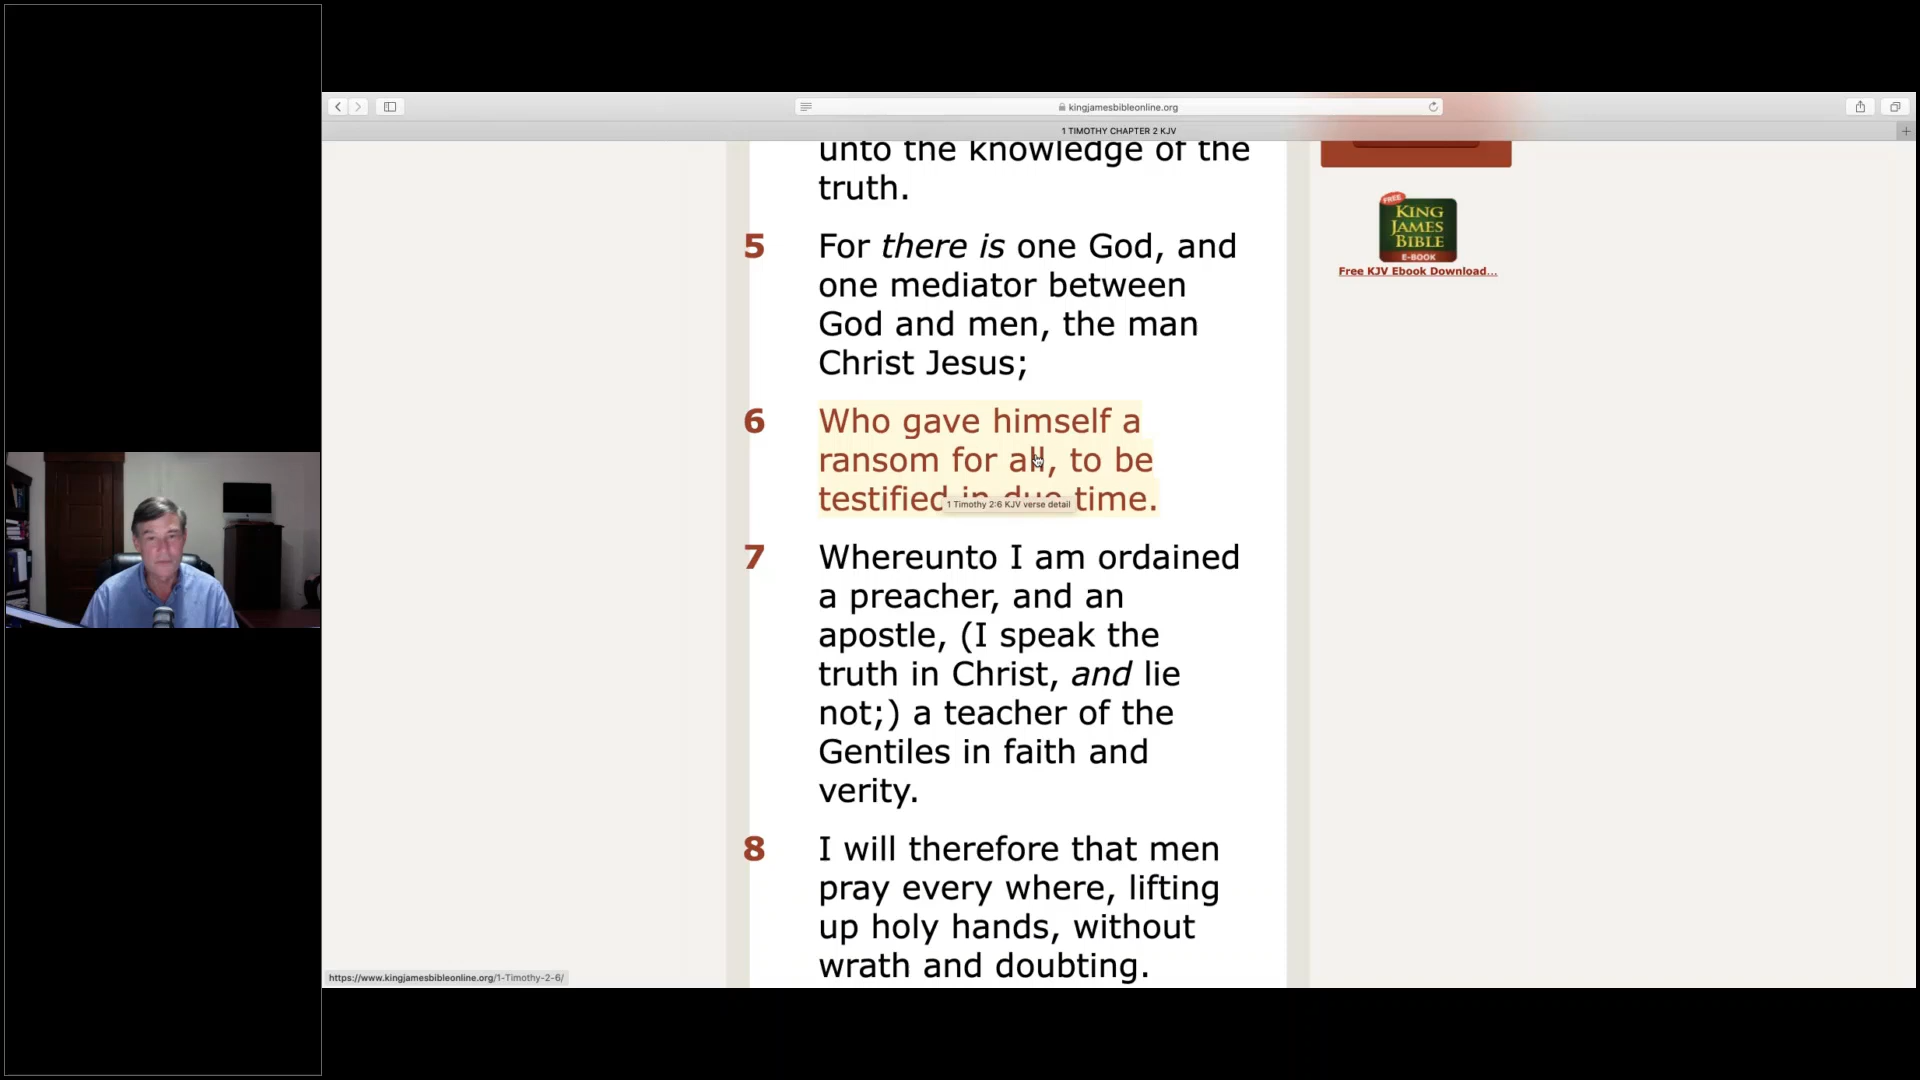 kingjamesbibleonline.org
1 TIMOTHY CHAPTER 2 KJV
unto the knowledge of the
truth.
5 For there is one God, and
one mediator between
God and men, the man
Christ Jesus;
6 Who gave himself a
ransom for all, to be
testified in due time.
1 Timothy 2:6 KJV verse detail
7 Whereunto I am ordained
a preacher, and an
apostle, (I speak the
truth in Christ, and lie
not;) a teacher of the
Gentiles in faith and
verity.
8 I will therefore that men
pray every where, lifting
up holy hands, without
wrath and doubting.
FREE
KING
JAMES
BIBLE
E-BOOK
Free KJV Ebook Download...
https://www.kingjamesbibleonline.org/1-Timothy-2-6/